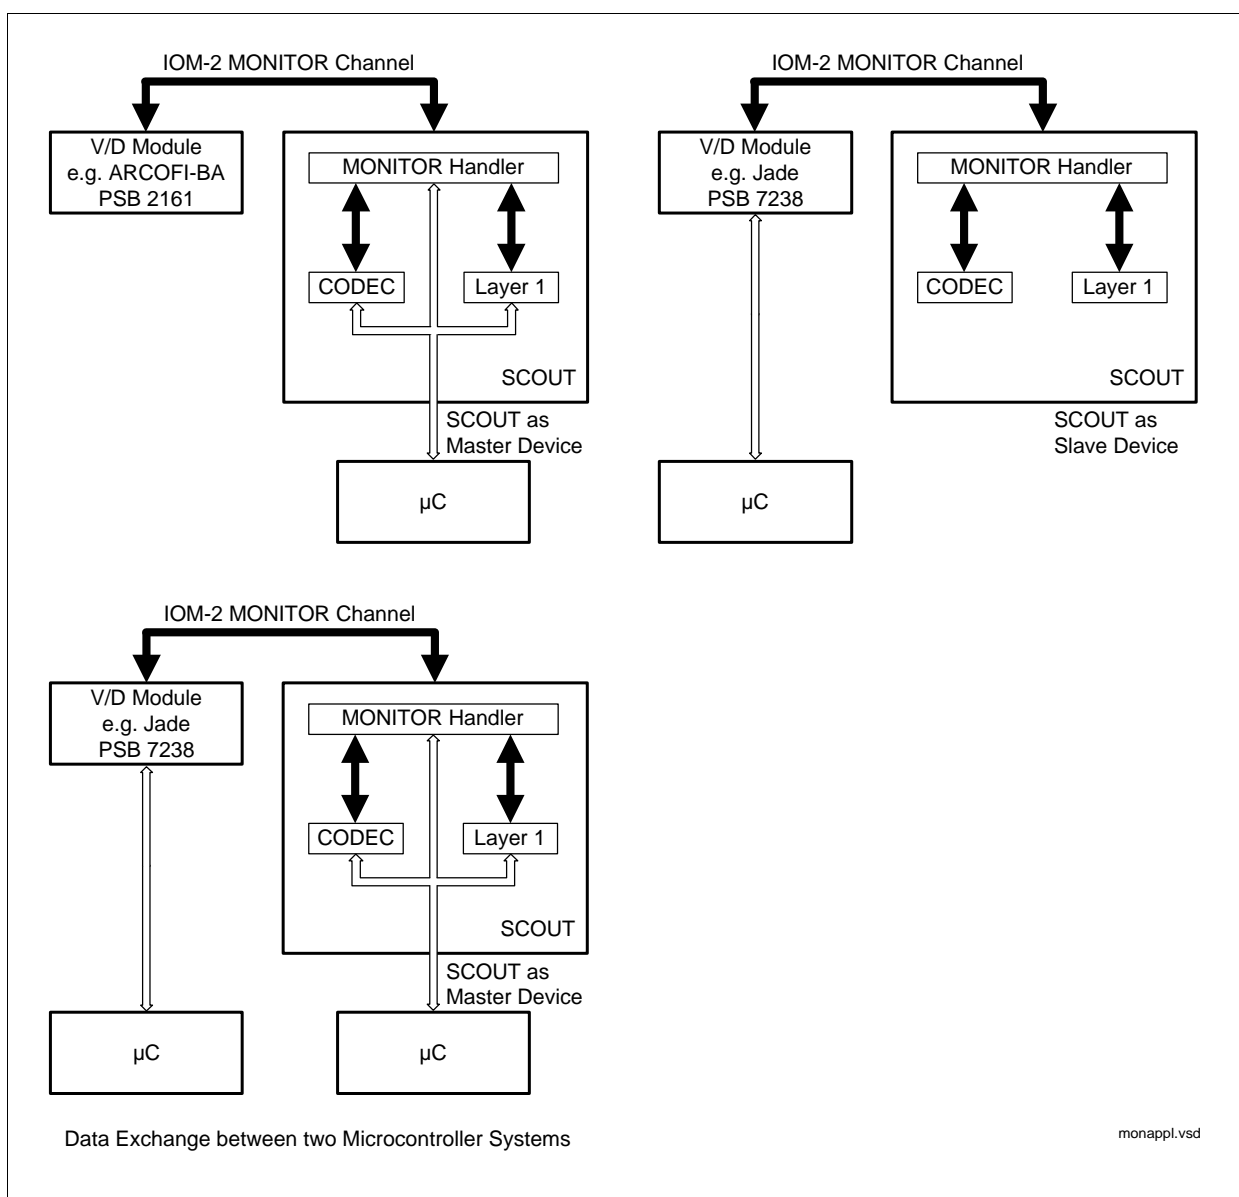 IOM-2 MONITOR Channel
V/D Module
e.g. ARCOFI-BA
PSB 2161
MONITOR Handler
CODEC
Layer 1
SCOUT
SCOUT as
Master Device
µC
IOM-2 MONITOR Channel
V/D Module
e.g. Jade
PSB 7238
MONITOR Handler
CODEC
Layer 1
SCOUT
SCOUT as
Slave Device
µC
IOM-2 MONITOR Channel
V/D Module
e.g. Jade
PSB 7238
MONITOR Handler
CODEC
Layer 1
SCOUT
SCOUT as
Master Device
µC
µC
Data Exchange between two Microcontroller Systems
monappl.vsd